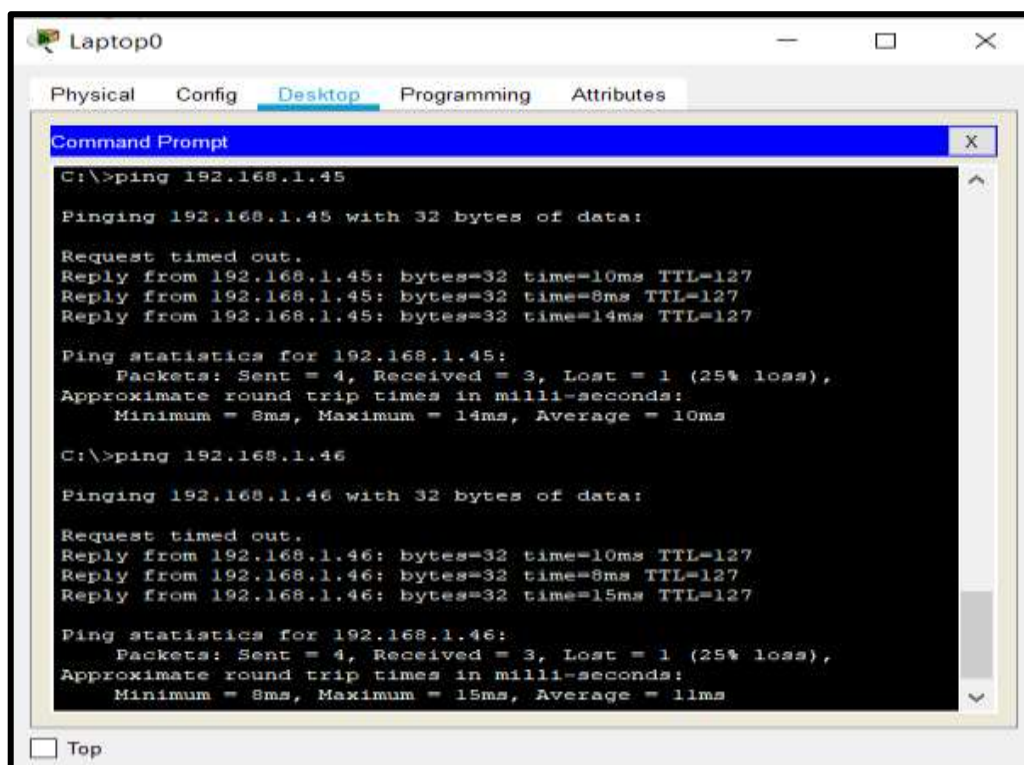 Laptop0
Physical Config Desktop Programming Attributes
Command Prompt X
C:\>ping 192.168.1.45
Pinging 192.168.1.45 with 32 bytes of data:
Request timed out.
Reply from 192.168.1.45: bytes=32 time=10ms TTL=127
Reply from 192.168.1.45: bytes=32 time=8ms TTL=127
Reply from 192.168.1.45: bytes=32 time=14ms TTL=127
Ping statistics for 192.168.1.45:
Packets: Sent = 4, Received = 3, Lost = 1 (25% loss),
Approximate round trip times in milli-seconds:
Minimum = 8ms, Maximum = 14ms, Average = 10ms
C:\>ping 192.168.1.46
Pinging 192.168.1.46 with 32 bytes of data:
Request timed out.
Reply from 192.168.1.46: bytes=32 time=10ms TTL=127
Reply from 192.168.1.46: bytes=32 time=8ms TTL=127
Reply from 192.168.1.46: bytes=32 time=15ms TTL=127
Ping statistics for 192.168.1.46:
Packets: Sent = 4, Received = 3, Lost = 1 (25% loss),
Approximate round trip times in milli-seconds:
Minimum = 8ms, Maximum = 15ms, Average = 11ms
Top